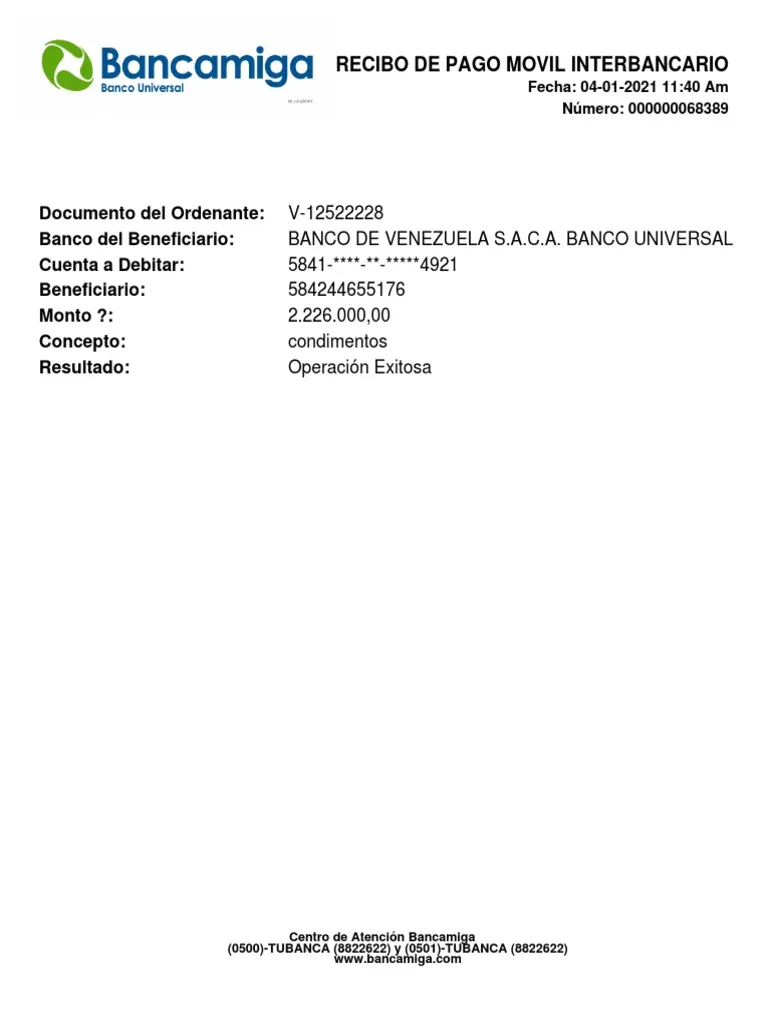 Bancamiga
Banco Universal
RECIBO DE PAGO MOVIL INTERBANCARIO
Fecha: 04-01-2021 11:40 Am
Número: 000000068389
Documento del Ordenante: V-12522228
Banco del Beneficiario: BANCO DE VENEZUELA S.A.C.A. BANCO UNIVERSAL
Cuenta a Debitar: 5841-****-**-*****4921
Beneficiario: 584244655176
Monto ?: 2.226.000,00
Concepto: condimentos
Resultado: Operación Exitosa
Centro de Atención Bancamiga
(0500)-TUBANCA (8822622) y (0501)-TUBANCA (8822622)
www.bancamiga.com